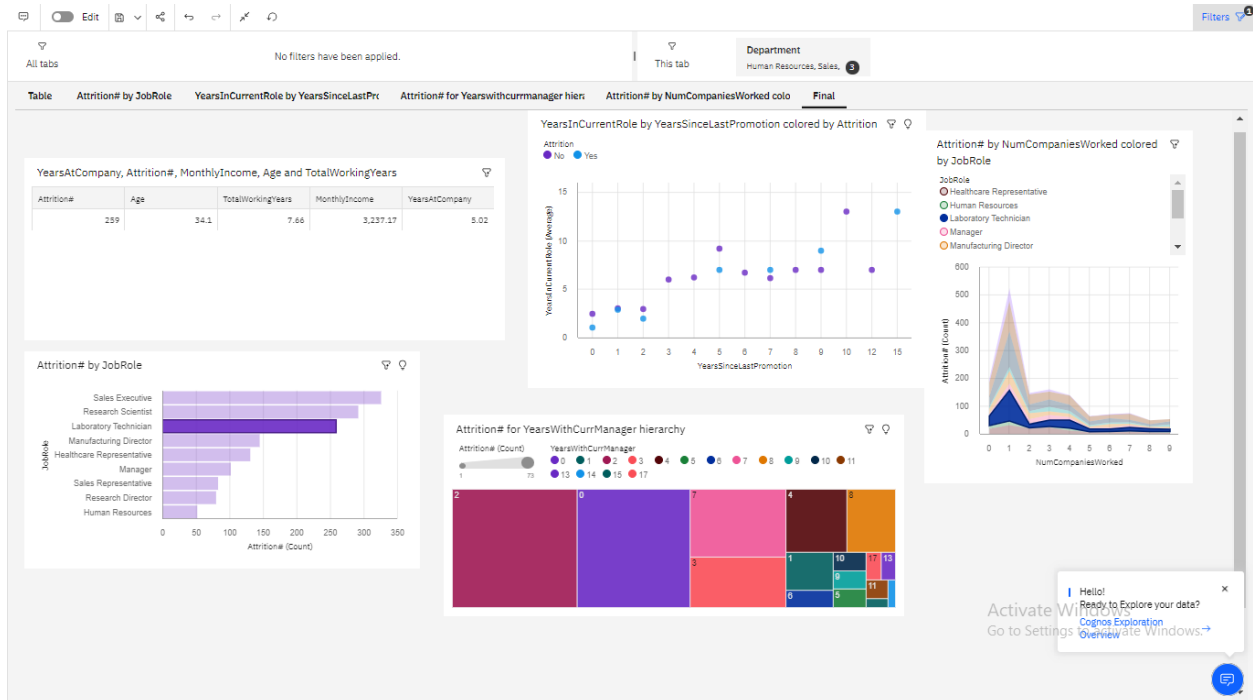 Edit
Filters
1
All tabs
No filters have been applied.
This tab
Department
Human Resources, Sales,
3
Table
Attrition# by JobRole
YearsInCurrentRole by YearsSinceLastPro
Attrition# for Yearswithcurrmanager hiera
Attrition# by NumCompaniesWorked colo
Final
YearsAtCompany, Attrition#, MonthlyIncome, Age and TotalWorkingYears
Attrition# Age TotalWorkingYears MonthlyIncome YearsAtCompany
259 34.1 7.66 3,237.17 5.02
YearsInCurrentRole by YearsSinceLastPromotion colored by Attrition
Attrition
No Yes
YearsInCurrentRole (Average)
15
10
5
0
0 1 2 3 4 5 6 7 8 9 10 12 15
YearsSinceLastPromotion
Attrition# by NumCompaniesWorked colored
by JobRole
JobRole
Healthcare Representative
Human Resources
Laboratory Technician
Manager
Manufacturing Director
Attrition# (Count)
600
500
400
300
200
100
0
0 1 2 3 4 5 6 7 8 9
NumCompaniesWorked
Attrition# by JobRole
JobRole
Sales Executive
Research Scientist
Laboratory Technician
Manufacturing Director
Healthcare Representative
Manager
Sales Representative
Research Director
Human Resources
0 50 100 150 200 250 300 350
Attrition# (Count)
Attrition# for YearsWithCurrManager hierarchy
Attrition# (Count)
1 73
YearsWithCurrManager
0 1 2 3 4 5 6 7 8 9 10 11
13 14 15 17
2 0 7 4 8
3 1 10 17 13
9
6 5 11
Hello!
Ready to Explore your data?
Cognos Exploration
Overview
Activate Windows
Go to Settings to activate Windows.